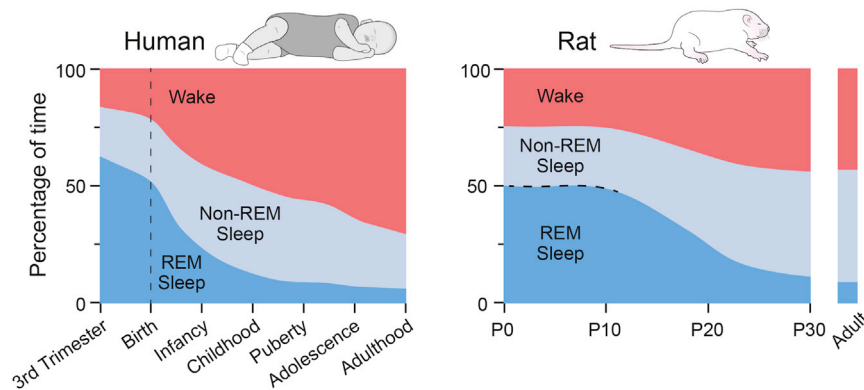 Human
Rat
Percentage of time
100
50
0
Wake
Non-REM
Sleep
REM
Sleep
3rd Trimester
Birth
Infancy
Childhood
Puberty
Adolescence
Adulthood
100
50
0
Wake
Non-REM
Sleep
REM
Sleep
P0
P10
P20
P30
Adult